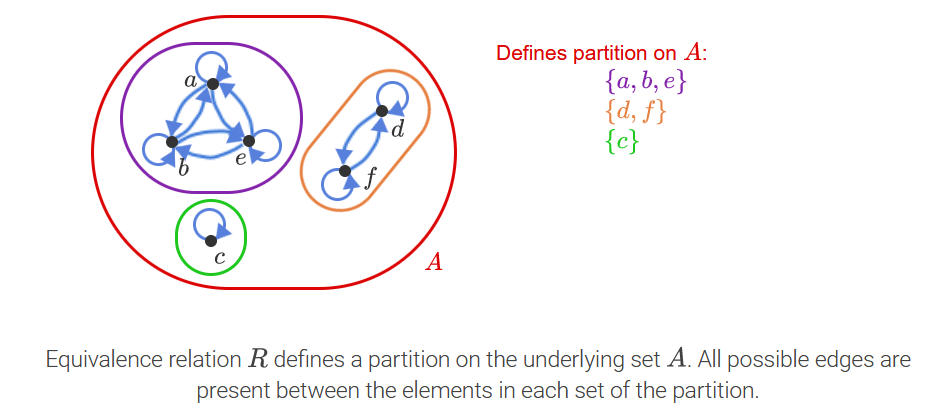 Defines partition on A:
{a, b, e}
{d, f}
{c}
a
b
e
d
f
c
A
Equivalence relation R defines a partition on the underlying set A. All possible edges are
present between the elements in each set of the partition.